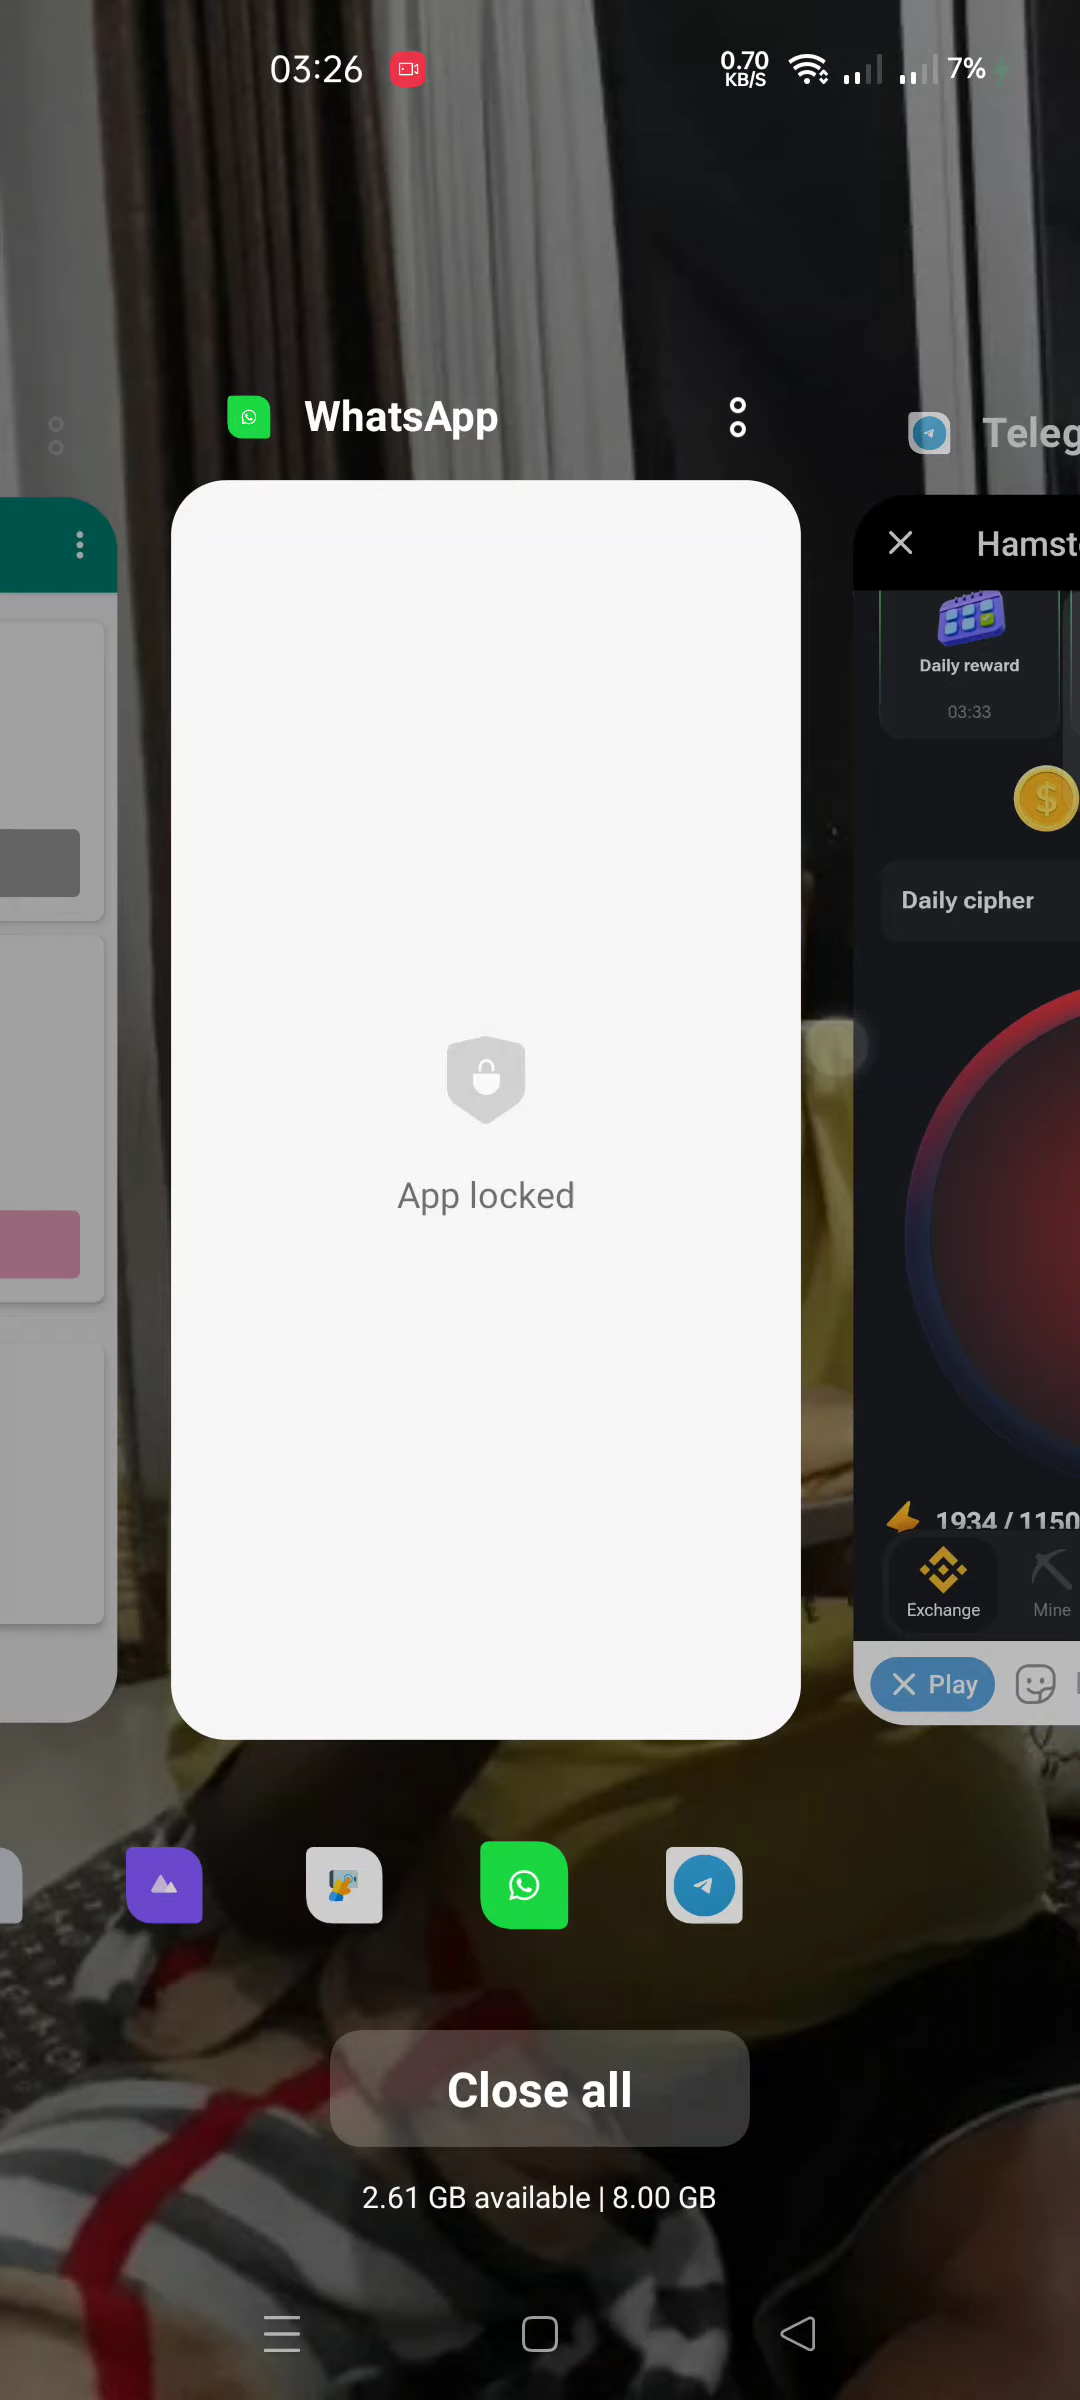 03:26
0.70
KB/S
7%
WhatsApp
Teleg
Hamst
Daily reward
03:33
Daily cipher
App locked
1934 / 1150
Exchange
Mine
Play
Close all
2.61 GB available | 8.00 GB